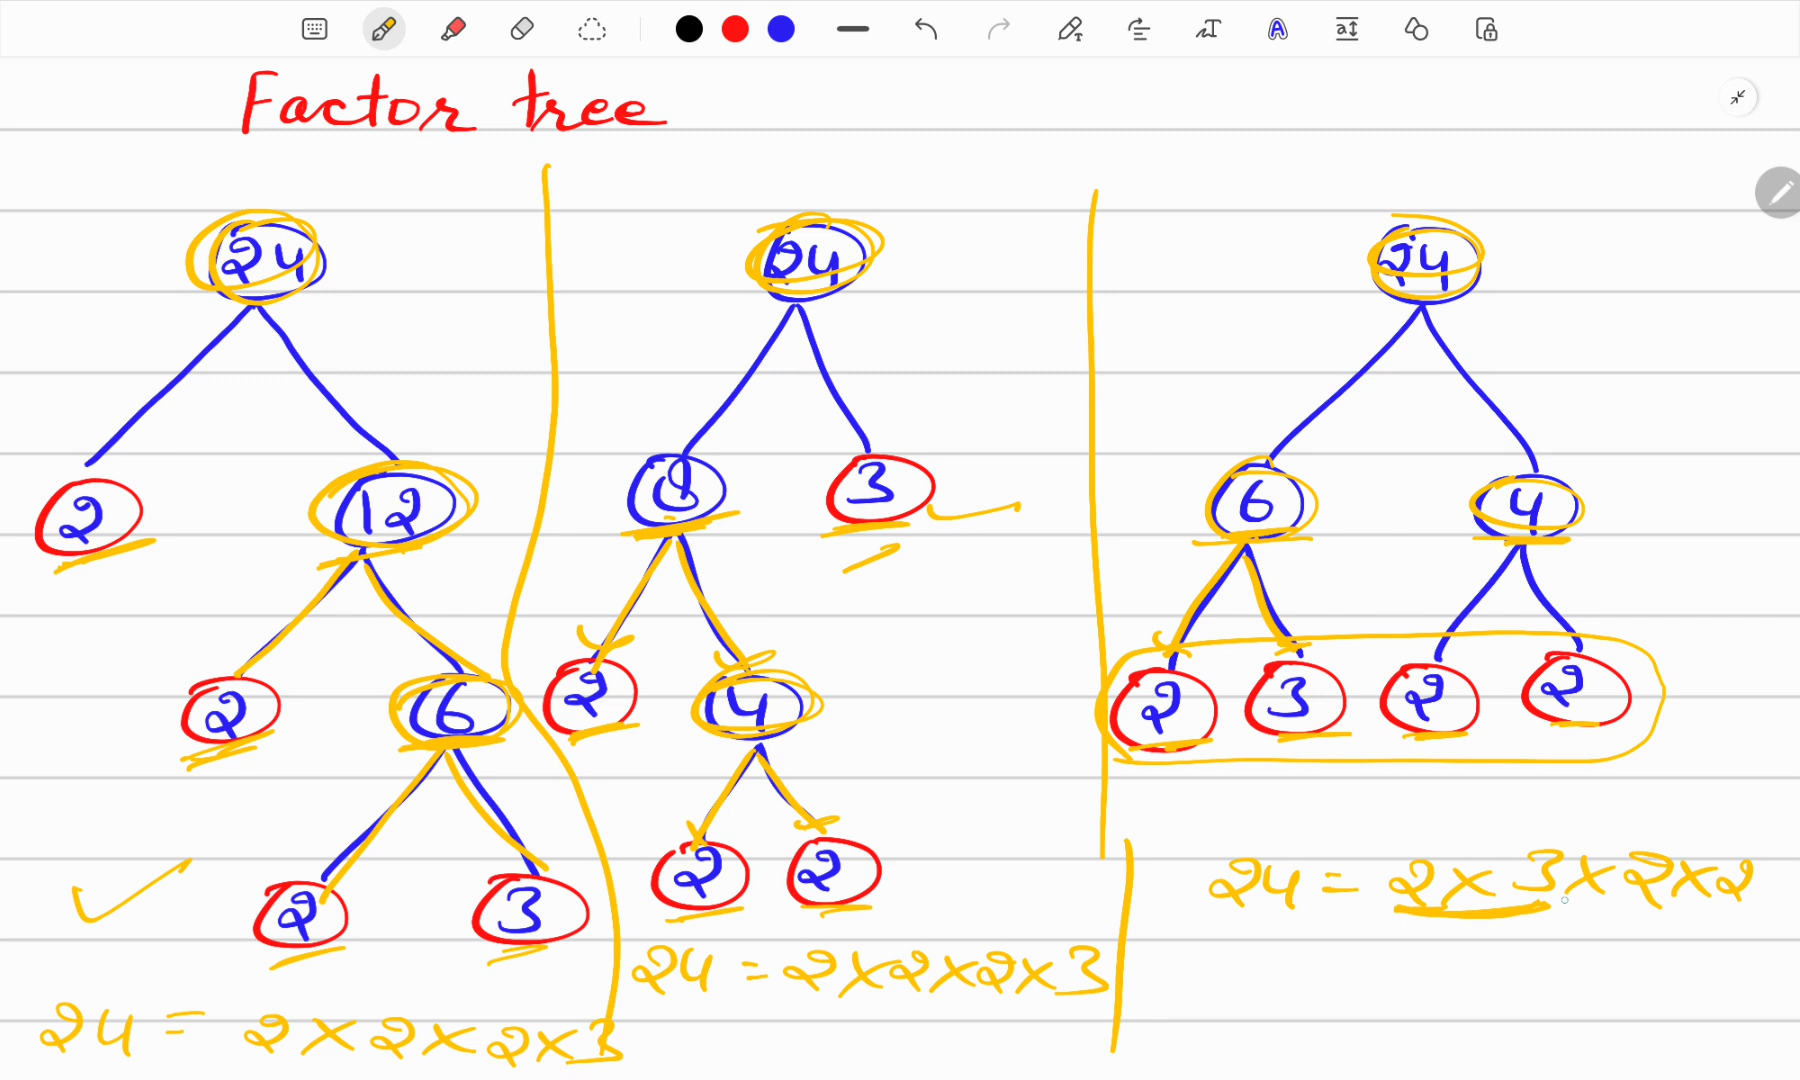 Factor tree
24 24 24
2 12 8 3 6 4
2 6 2 4 2 3 2 2
2 3 2 2
24 = 2 x 3 x 2 x 2
24 = 2 x 2 x 2 x 3
24 = 2 x 2 x 2 x 3